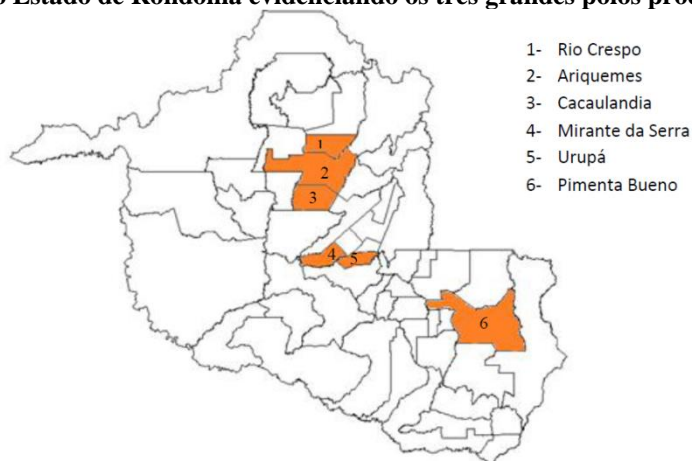 Estado de Rondônia evidenciando os três grandes polos
1- Rio Crespo
2- Ariquemes
3- Cacaulandia
4- Mirante da Serra
5- Urupá
6- Pimenta Bueno
1
2
3
4
5
6